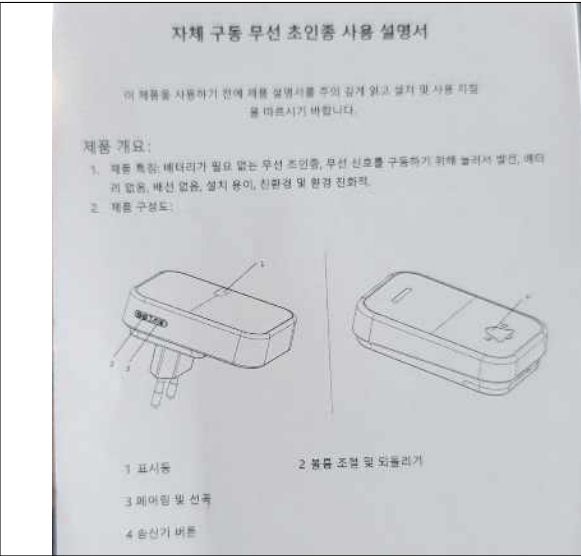 자체 구동 무선 초인종 사용 설명서
이 제품을 사용하기 전에 제품 설명서를 주의 깊게 읽고 설치 및 사용 지침
을 따르시기 바랍니다.
제품 개요:
1. 제품 특징: 배터리가 필요 없는 무선 초인종, 무선 신호를 구동하기 위해 눌러서 발전, 배터
리 없음, 배선 없음, 설치 용이, 친환경 및 환경 친화적.
2. 제품 구성도:
1
4
2
3
1 표시등
2 볼륨 조절 및 되돌리기
3 페어링 및 선곡
4 송신기 버튼